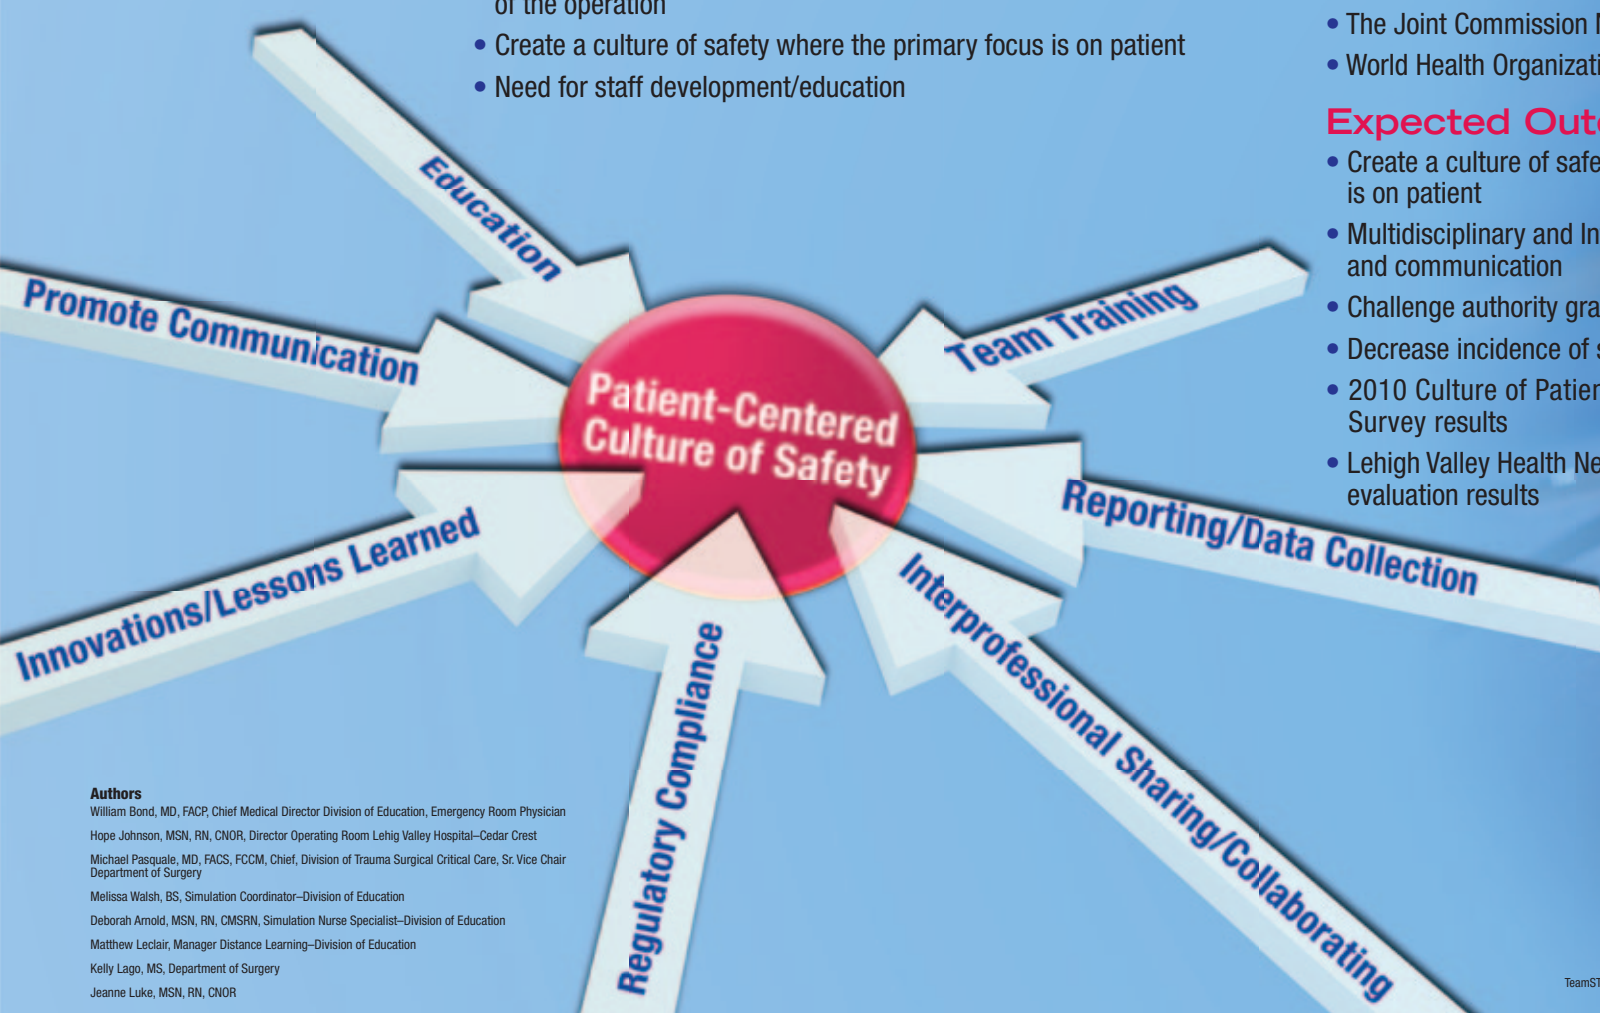 of the operation
• Create a culture of safety where the primary focus is on patient
• Need for staff development/education
• The Joint Commission
• World Health
Expected
• Create a culture of
is on patient
• Multidisciplinary and
and communication
• Challenge authority
• Decrease incidence of
• 2010 Culture of
Survey results
• Lehigh Valley Health
evaluation results
Education
Promote Communication
Innovations/Lessons Learned
Regulatory Compliance
Interprofessional Sharing/Collaborating
Reporting/Data Collection
Team Training
Patient-Centered
Culture of Safety
Authors
William Bond, MD, FACP, Chief Medical Director Division of Education, Emergency Room Physician
Hope Johnson, MSN, RN, CNOR, Director Operating Room Lehig Valley Hospital–Cedar Crest
Michael Pasquale, MD, FACS, FCCM, Chief, Division of Trauma Surgical Critical Care, Sr. Vice Chair
Department of Surgery
Melissa Walsh, BS, Simulation Coordinator–Division of Education
Deborah Arnold, MSN, RN, CMSRN, Simulation Nurse Specialist–Division of Education
Matthew Leclair, Manager Distance Learning–Division of Education
Kelly Lago, MS, Department of Surgery
Jeanne Luke, MSN, RN, CNOR